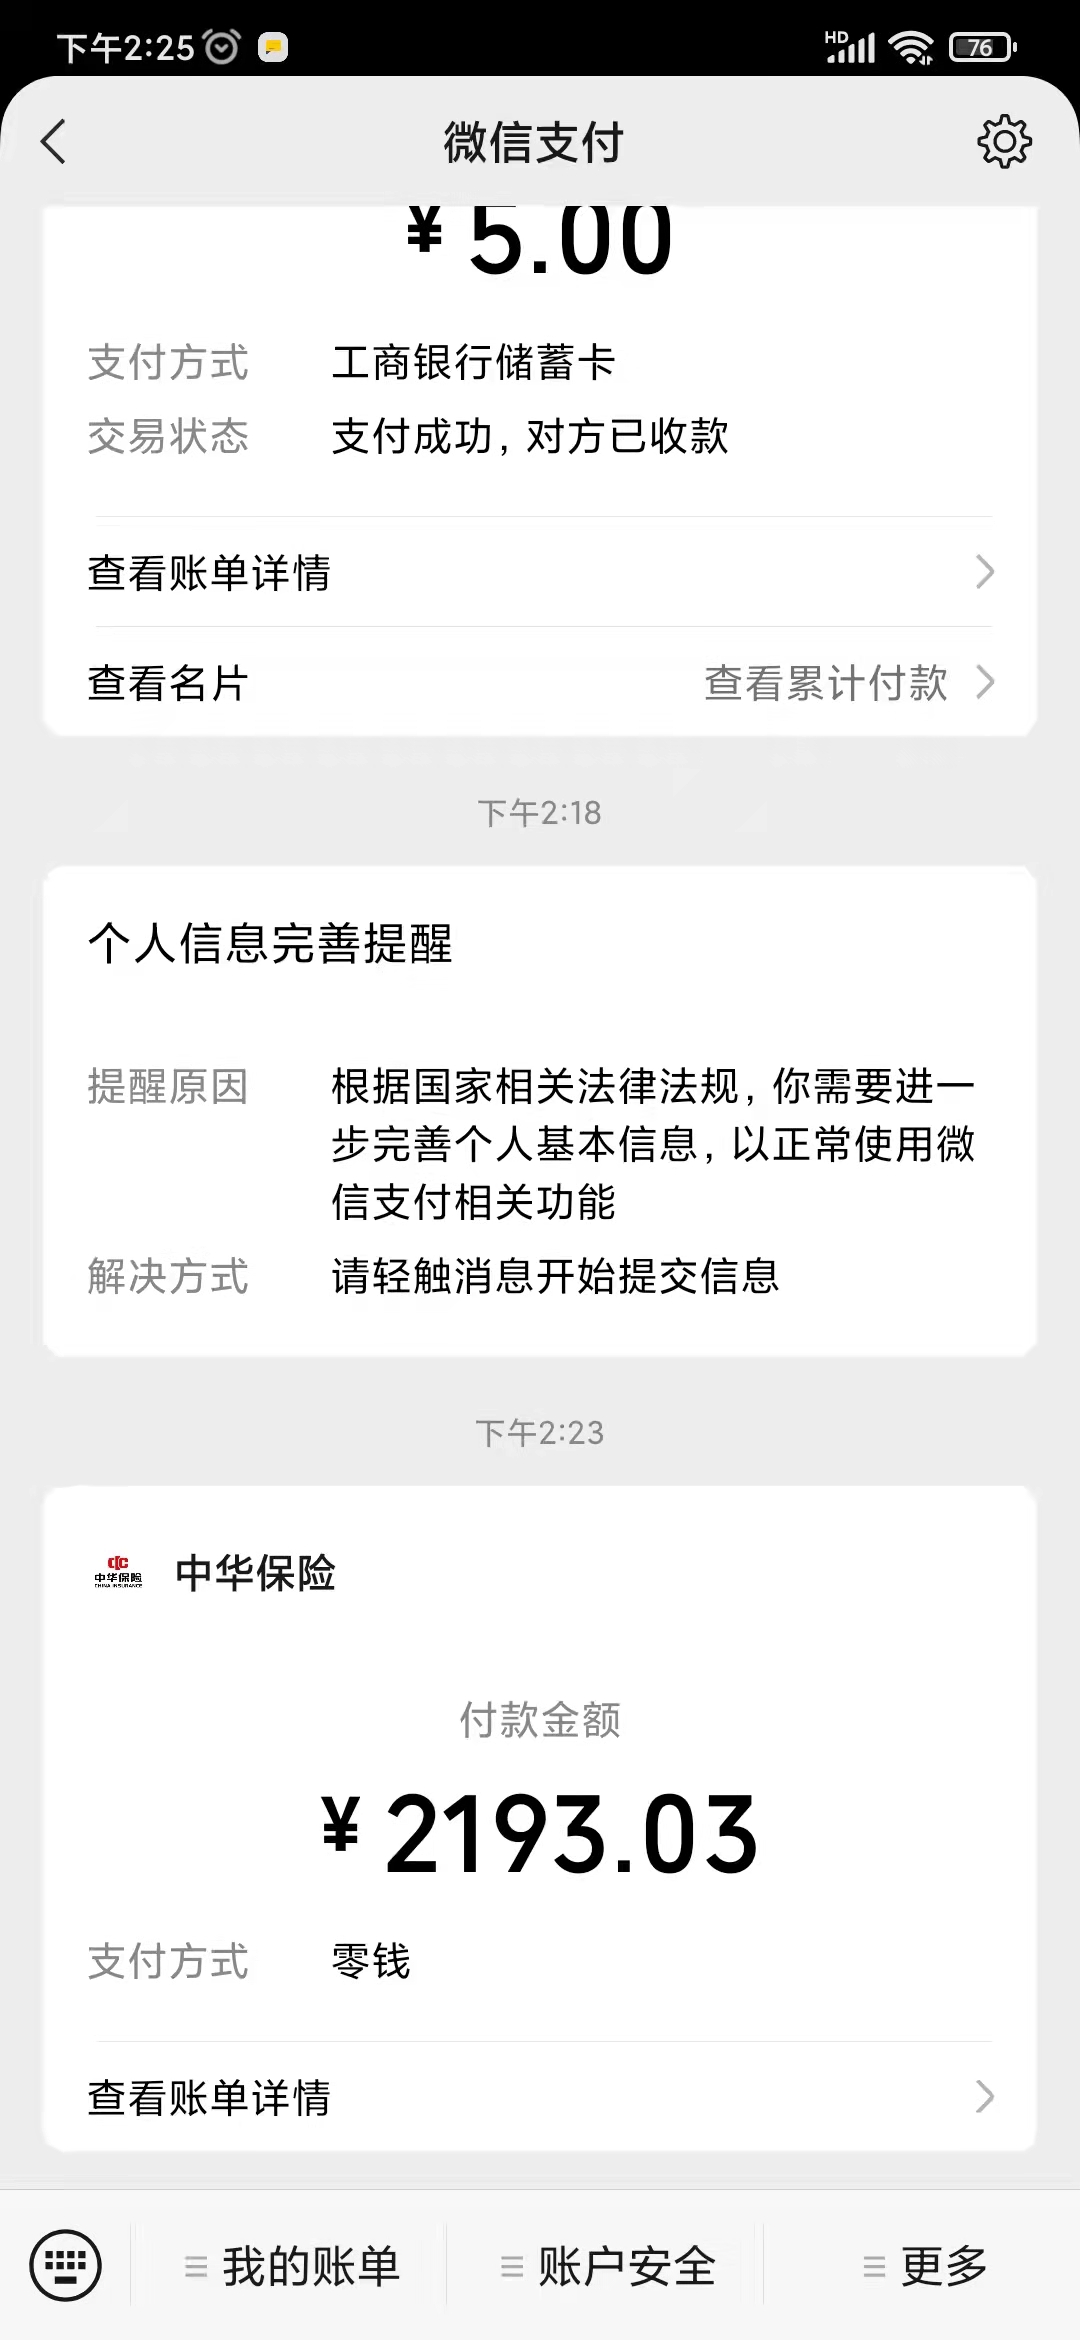 下午2:25
HD
76
微信支付
¥5.00
支付方式 工商银行储蓄卡
交易状态 支付成功，对方已收款
查看账单详情
查看名片 查看累计付款
下午2:18
个人信息完善提醒
提醒原因 根据国家相关法律法规，你需要进一
步完善个人基本信息，以正常使用微
信支付相关功能
解决方式 请轻触消息开始提交信息
下午2:23
中华保险
CHINA INSURANCE
中华保险
付款金额
¥2193.03
支付方式 零钱
查看账单详情
我的账单 账户安全 更多